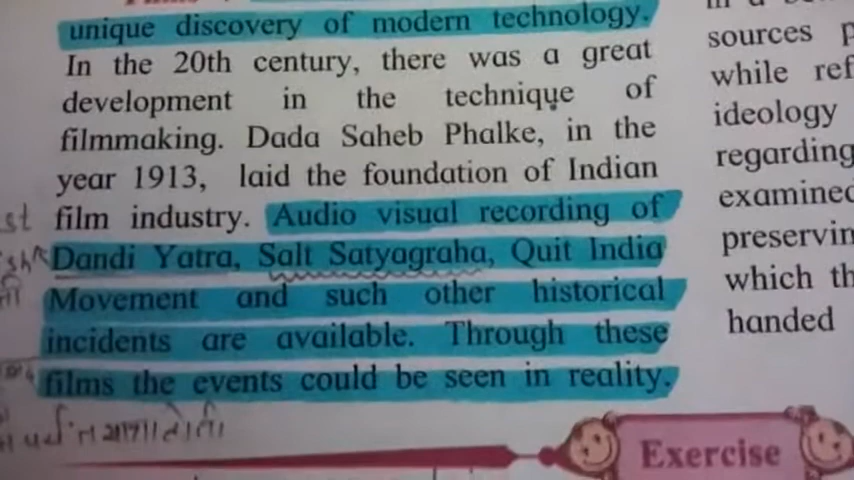 unique discovery of modern technology.
In the 20th century, there was a great
development in the technique of
filmmaking. Dada Saheb Phalke, in the
year 1913, laid the foundation of Indian
film industry. Audio visual recording of
Dandi Yatra, Salt Satyagraha, Quit India
Movement and such other historical
incidents are available. Through these
films the events could be seen in reality.
sources
while
ideology
regarding
examined
which
handed
Exercise